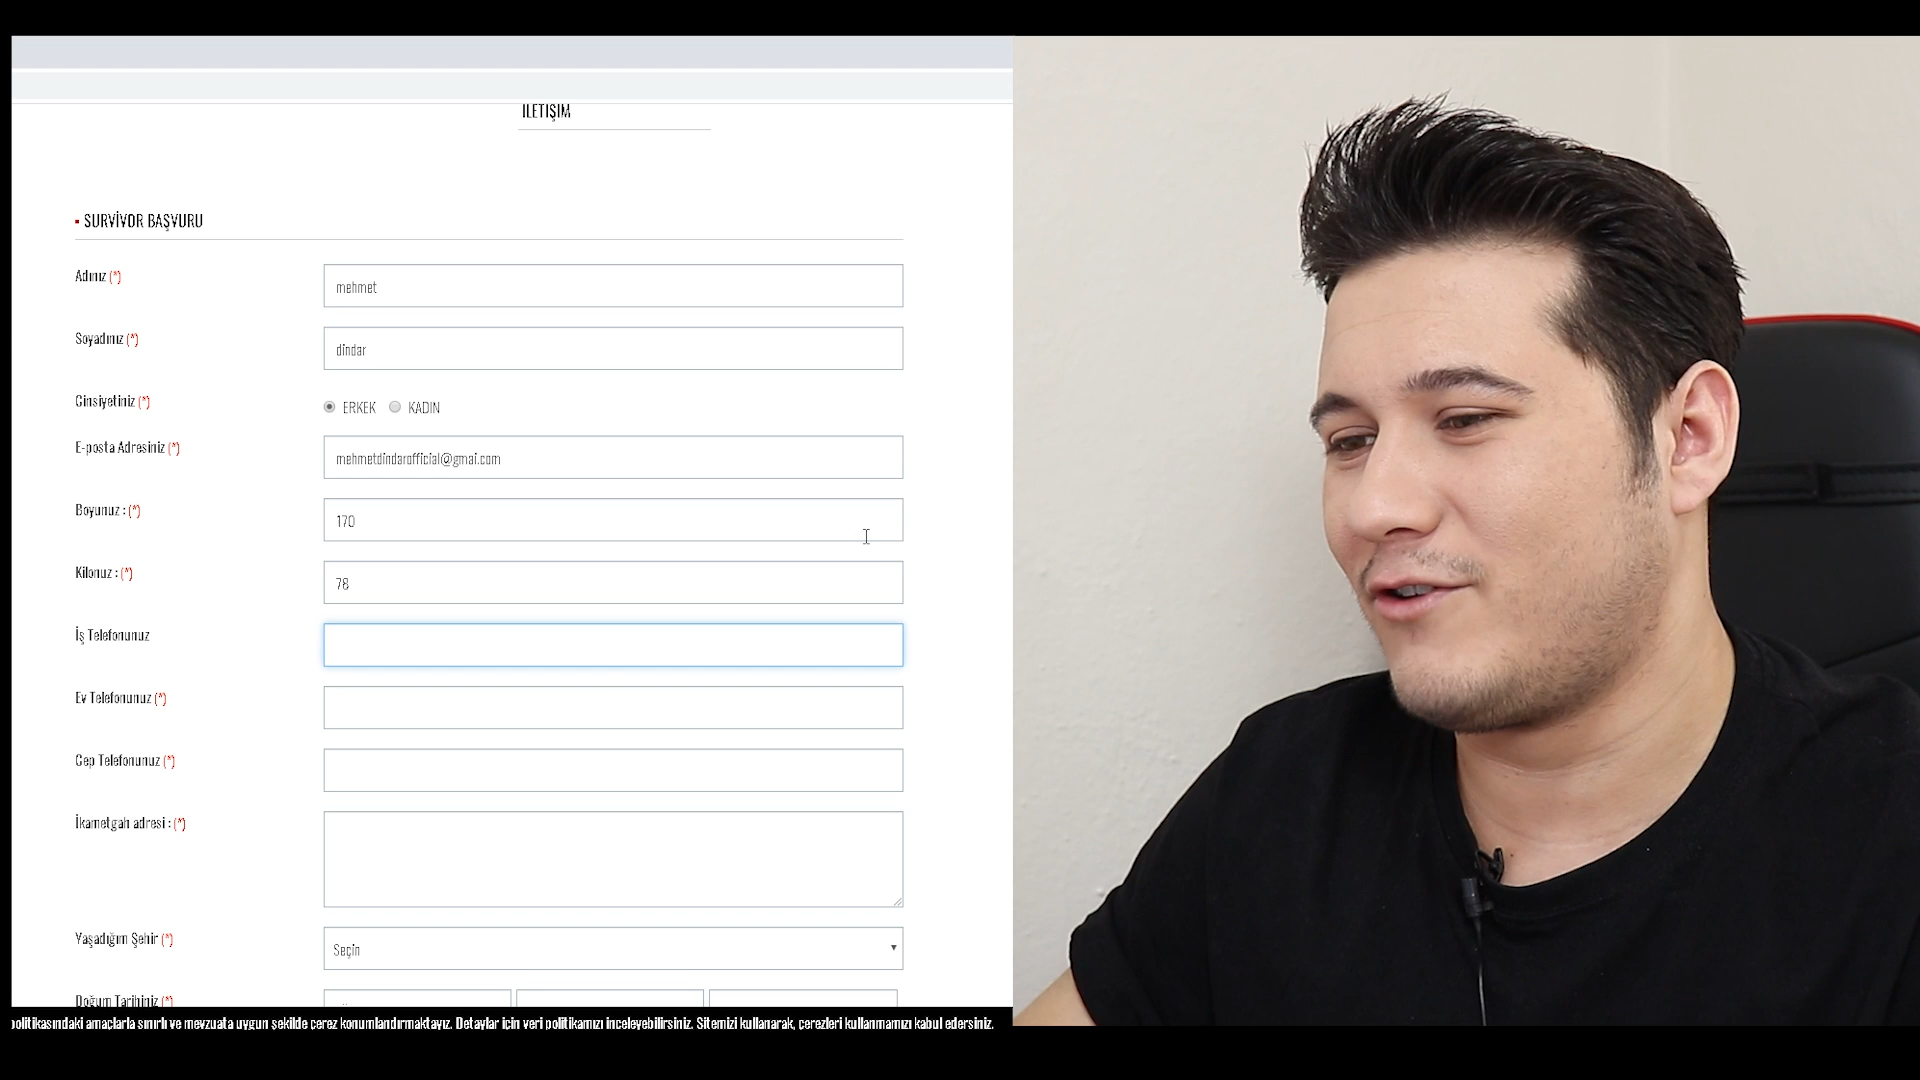 İLETİŞİM
SURVİVOR BAŞVURU
Adınız (*)
mehmet
Soyadınız (*)
dindar
Cinsiyetiniz (*)
ERKEK KADIN
E-posta Adresiniz (*)
mehmetdindarofficial@gmai.com
Boyunuz : (*)
170
Kilonuz : (*)
78
İş Telefonunuz
Ev Telefonunuz (*)
Cep Telefonunuz (*)
İkametgah adresi : (*)
Yaşadığım Şehir (*)
Seçin
Doğum Tarihiniz (*)
politikasındaki amaçlarla sınırlı ve mevzuata uygun şekilde çerez konumlandırmaktayız. Detaylar için veri politikamızı inceleyebilirsiniz. Sitemizi kullanarak, çerezleri kullanmamızı kabul edersiniz.